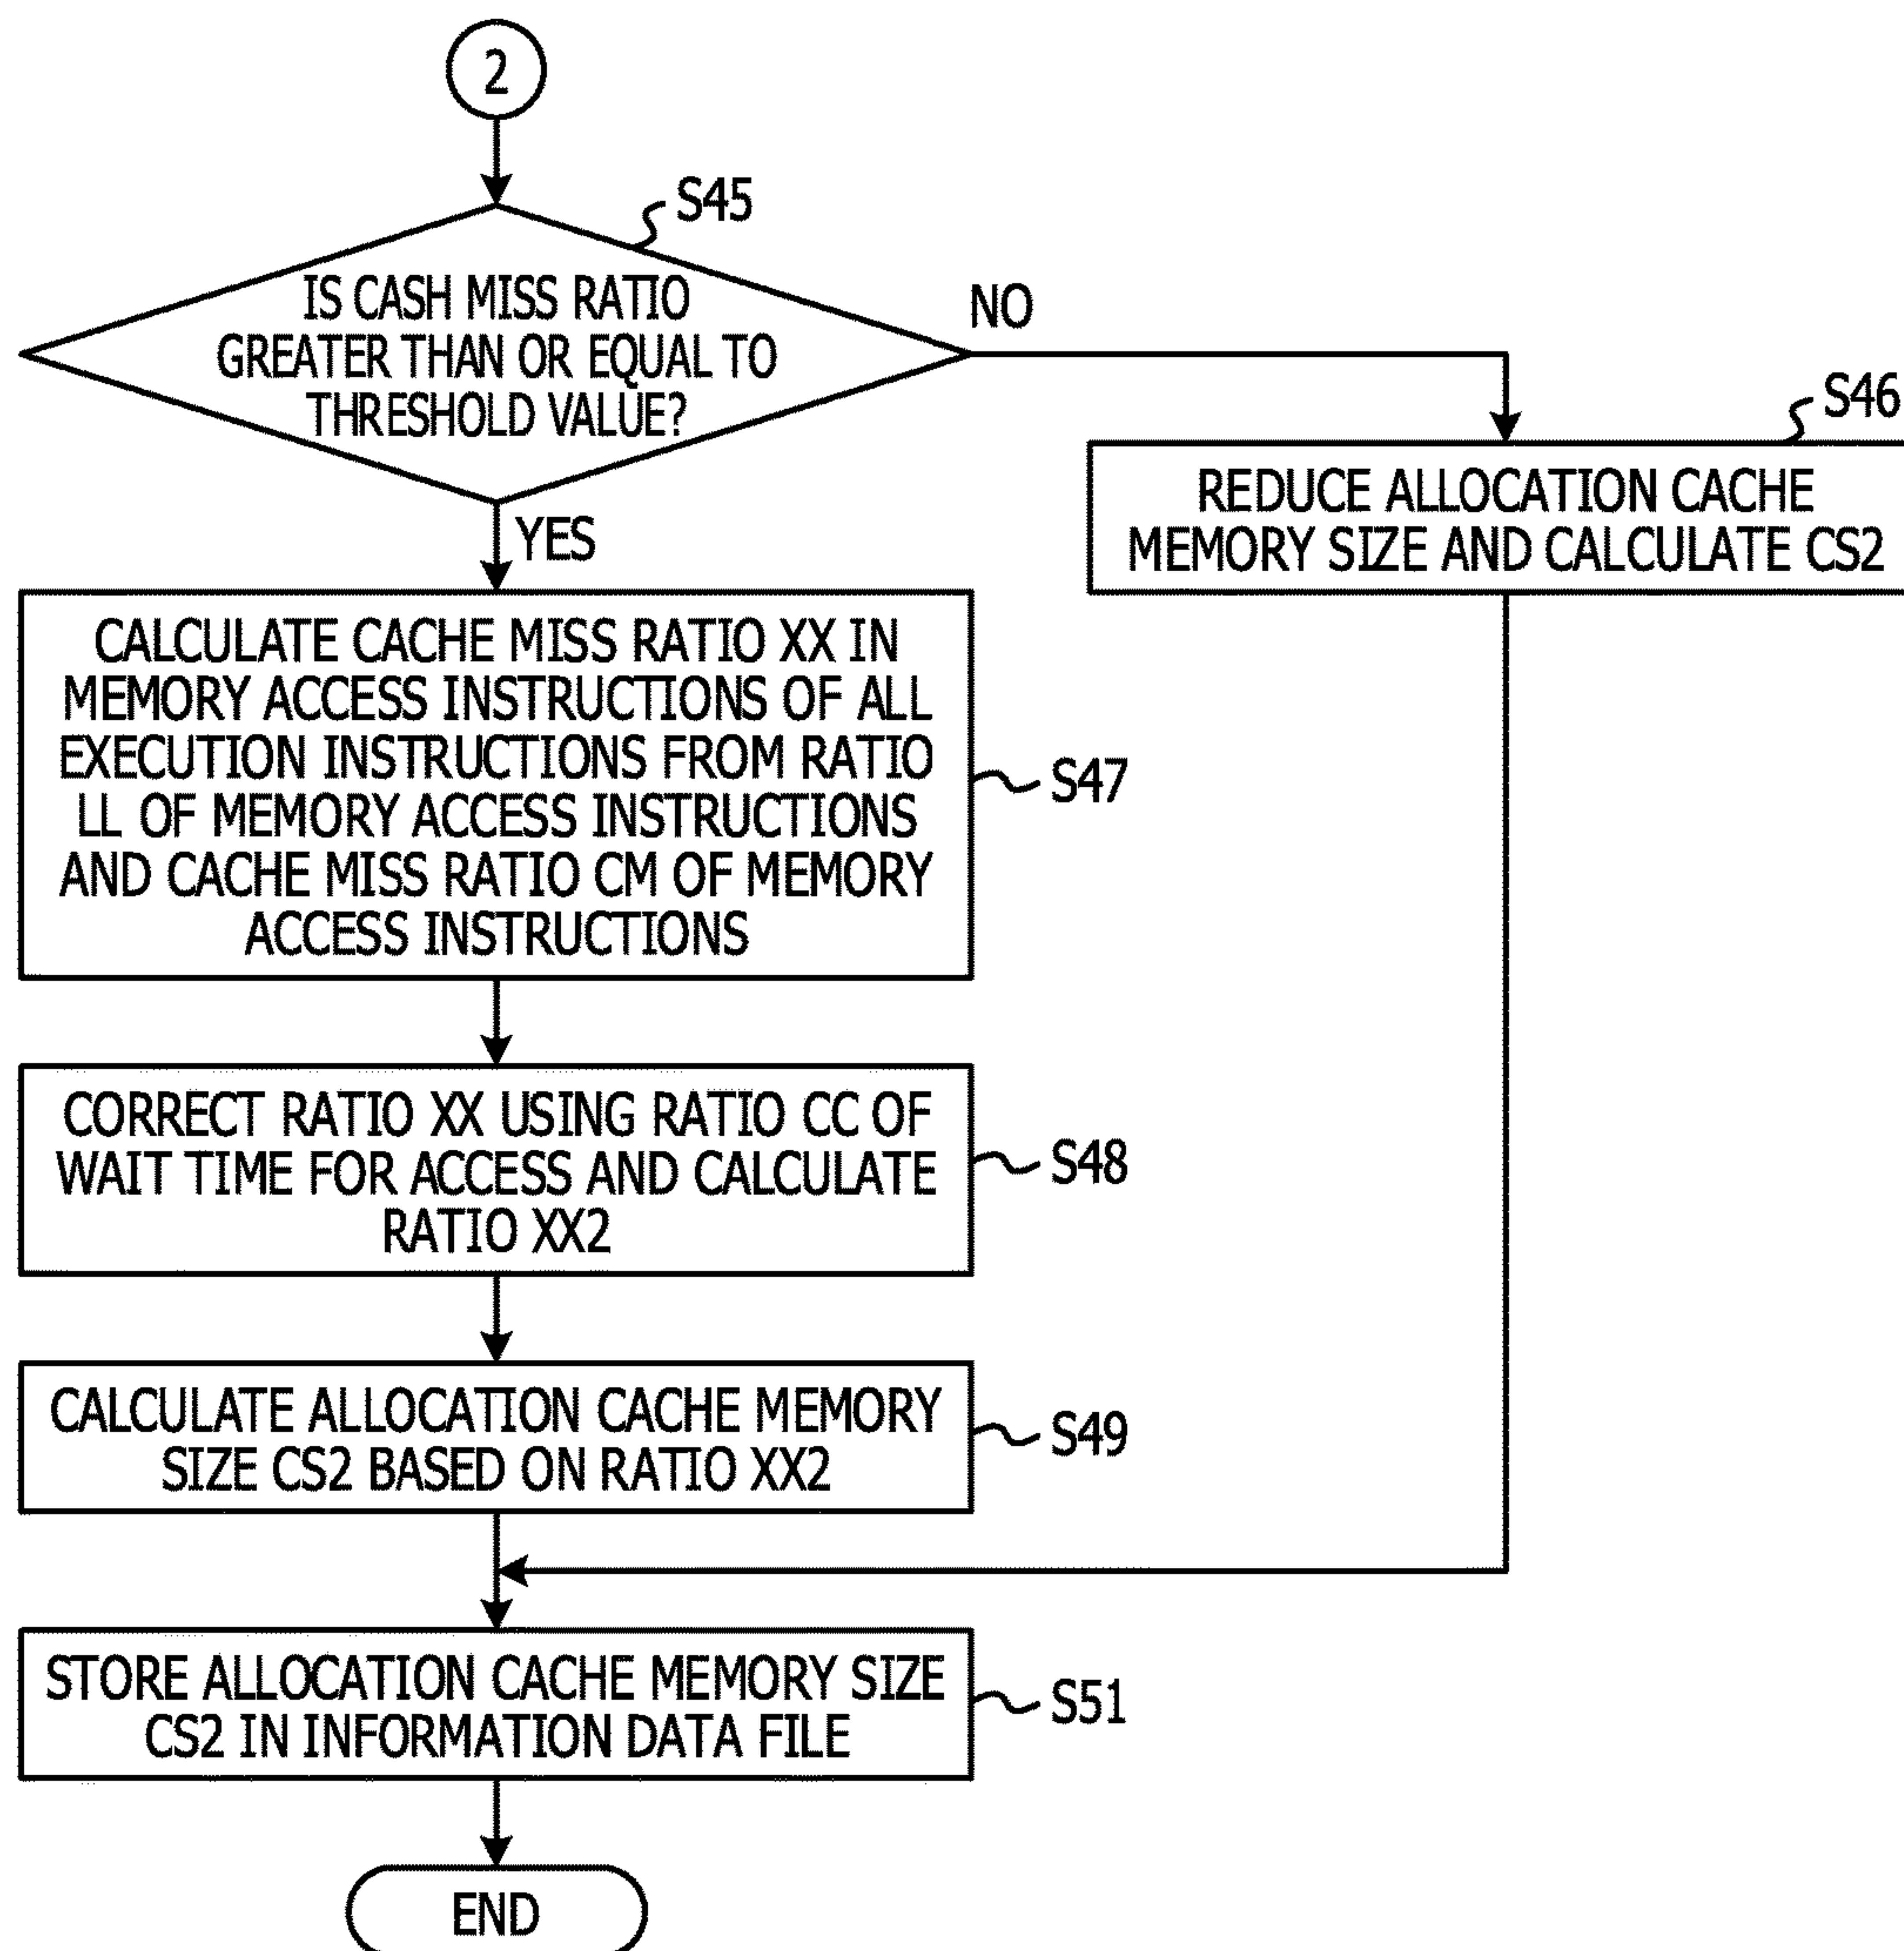 2
S45
IS CASH MISS RATIO
GREATER THAN OR EQUAL TO
THRESHOLD VALUE?
NO
YES
S46
REDUCE ALLOCATION CACHE
MEMORY SIZE AND CALCULATE CS2
CALCULATE CACHE MISS RATIO XX IN
MEMORY ACCESS INSTRUCTIONS OF ALL
EXECUTION INSTRUCTIONS FROM RATIO
LL OF MEMORY ACCESS INSTRUCTIONS
AND CACHE MISS RATIO CM OF MEMORY
ACCESS INSTRUCTIONS
S47
CORRECT RATIO XX USING RATIO CC OF
WAIT TIME FOR ACCESS AND CALCULATE
RATIO XX2
S48
CALCULATE ALLOCATION CACHE MEMORY
SIZE CS2 BASED ON RATIO XX2
S49
STORE ALLOCATION CACHE MEMORY SIZE
CS2 IN INFORMATION DATA FILE
S51
END